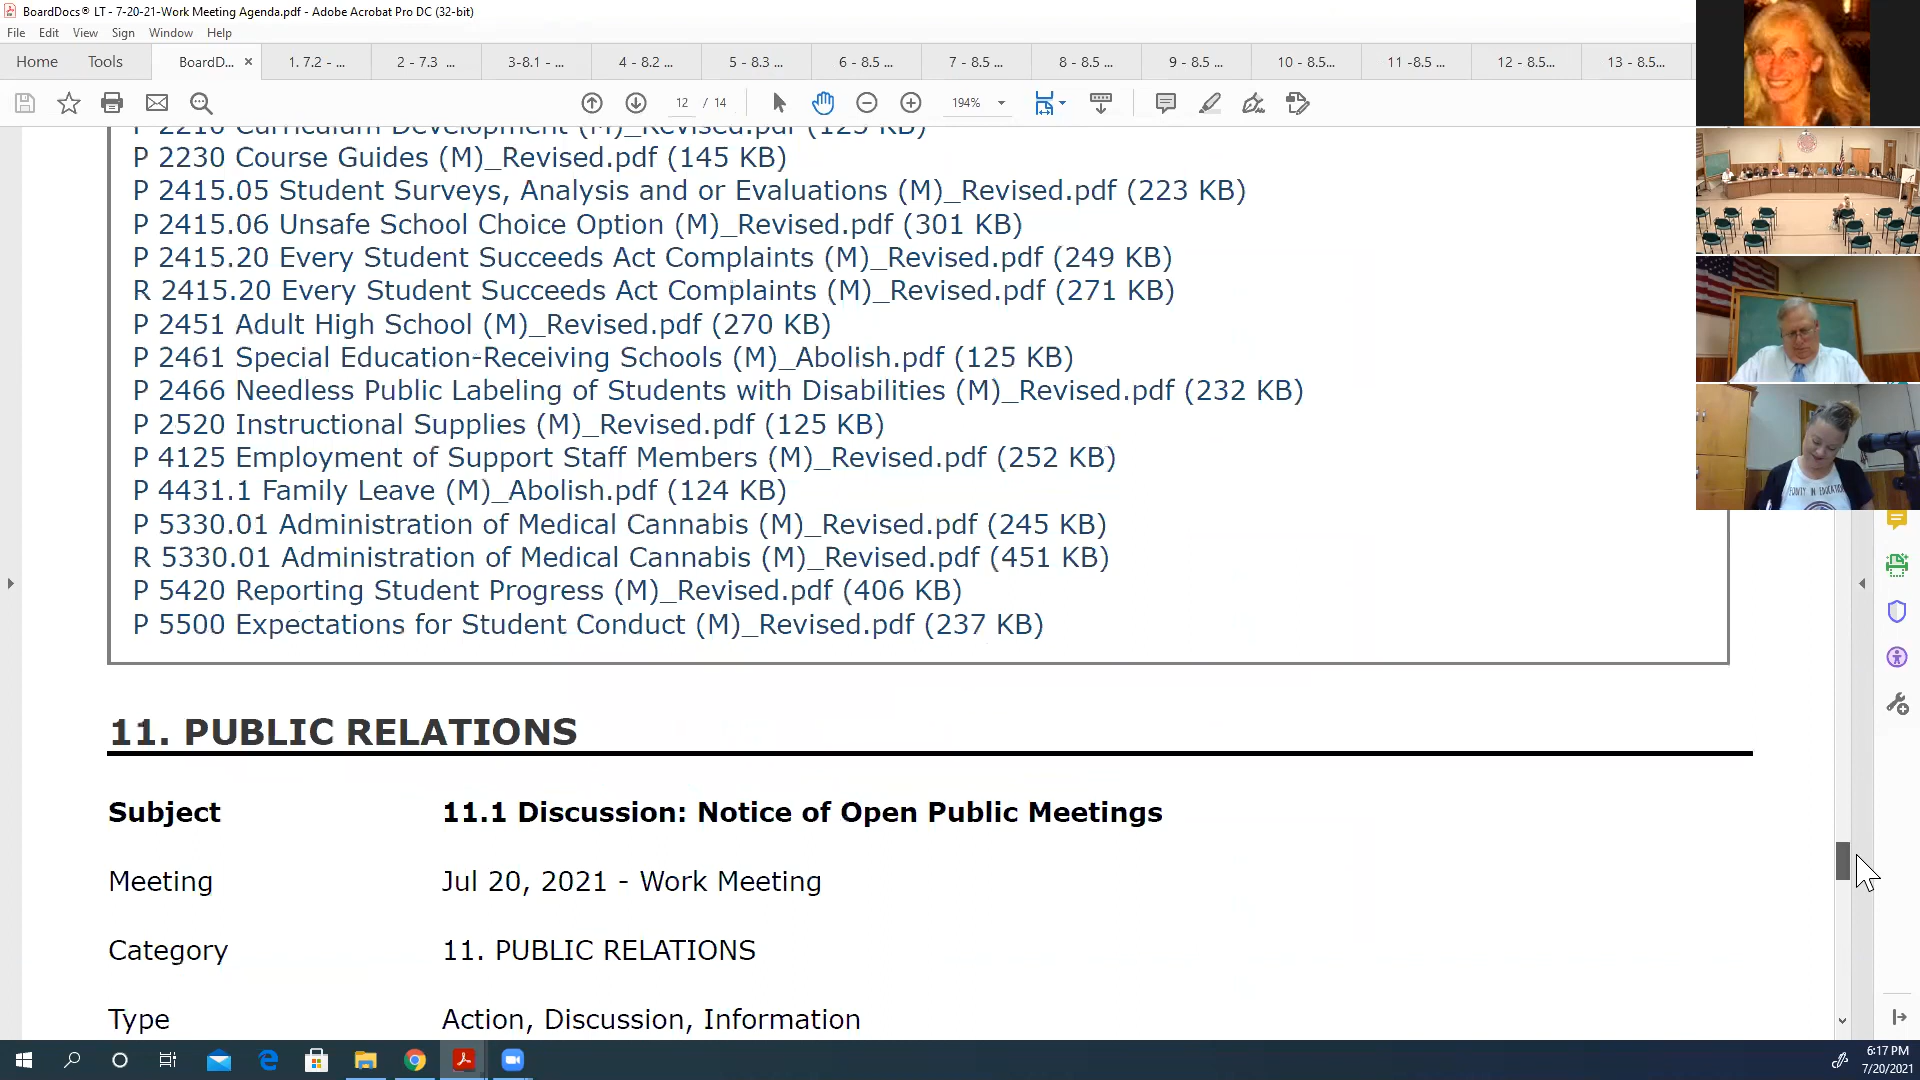 BoardDocs® LT - 7-20-21-Work Meeting Agenda.pdf - Adobe Acrobat Pro DC (32-bit)
File Edit View Sign Window Help
Home Tools BoardD... × 1. 7.2 - ... 2 - 7.3 ... 3-8.1 - ... 4 - 8.2 ... 5 - 8.3 ... 6 - 8.5 ... 7 - 8.5 ... 8 - 8.5 ... 9 - 8.5 ... 10 - 8.5... 11 -8.5 ... 12 - 8.5... 13 - 8.5...
12 / 14 194%
P 2210 Curriculum Development (M)_Revised.pdf (125 KB)
P 2230 Course Guides (M)_Revised.pdf (145 KB)
P 2415.05 Student Surveys, Analysis and or Evaluations (M)_Revised.pdf (223 KB)
P 2415.06 Unsafe School Choice Option (M)_Revised.pdf (301 KB)
P 2415.20 Every Student Succeeds Act Complaints (M)_Revised.pdf (249 KB)
R 2415.20 Every Student Succeeds Act Complaints (M)_Revised.pdf (271 KB)
P 2451 Adult High School (M)_Revised.pdf (270 KB)
P 2461 Special Education-Receiving Schools (M)_Abolish.pdf (125 KB)
P 2466 Needless Public Labeling of Students with Disabilities (M)_Revised.pdf (232 KB)
P 2520 Instructional Supplies (M)_Revised.pdf (125 KB)
P 4125 Employment of Support Staff Members (M)_Revised.pdf (252 KB)
P 4431.1 Family Leave (M)_Abolish.pdf (124 KB)
P 5330.01 Administration of Medical Cannabis (M)_Revised.pdf (245 KB)
R 5330.01 Administration of Medical Cannabis (M)_Revised.pdf (451 KB)
P 5420 Reporting Student Progress (M)_Revised.pdf (406 KB)
P 5500 Expectations for Student Conduct (M)_Revised.pdf (237 KB)
11. PUBLIC RELATIONS
Subject 11.1 Discussion: Notice of Open Public Meetings
Meeting Jul 20, 2021 - Work Meeting
Category 11. PUBLIC RELATIONS
Type Action, Discussion, Information
6:17 PM
7/20/2021